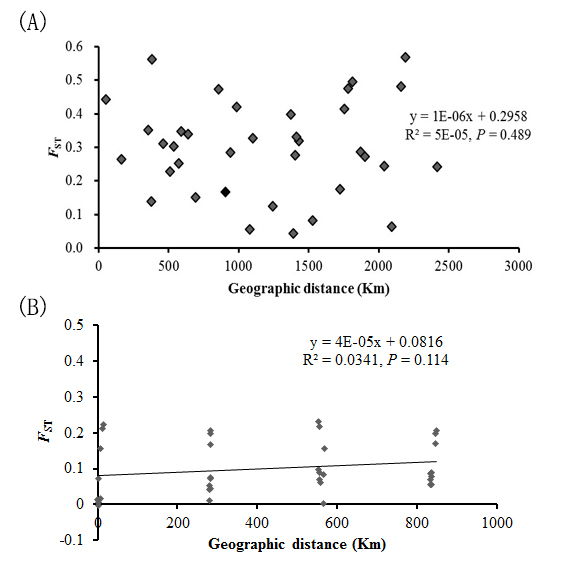 (A)
0.6
0.5
0.4
0.3
0.2
0.1
0.0
FST
y = 1E-06x + 0.2958
R² = 5E-05, P = 0.489
0 500 1000 1500 2000 2500 3000
Geographic distance (Km)
(B)
0.5
0.4
0.3
0.2
0.1
0
-0.1
FST
y = 4E-05x + 0.0816
R² = 0.0341, P = 0.114
0 200 400 600 800 1000
Geographic distance (Km)